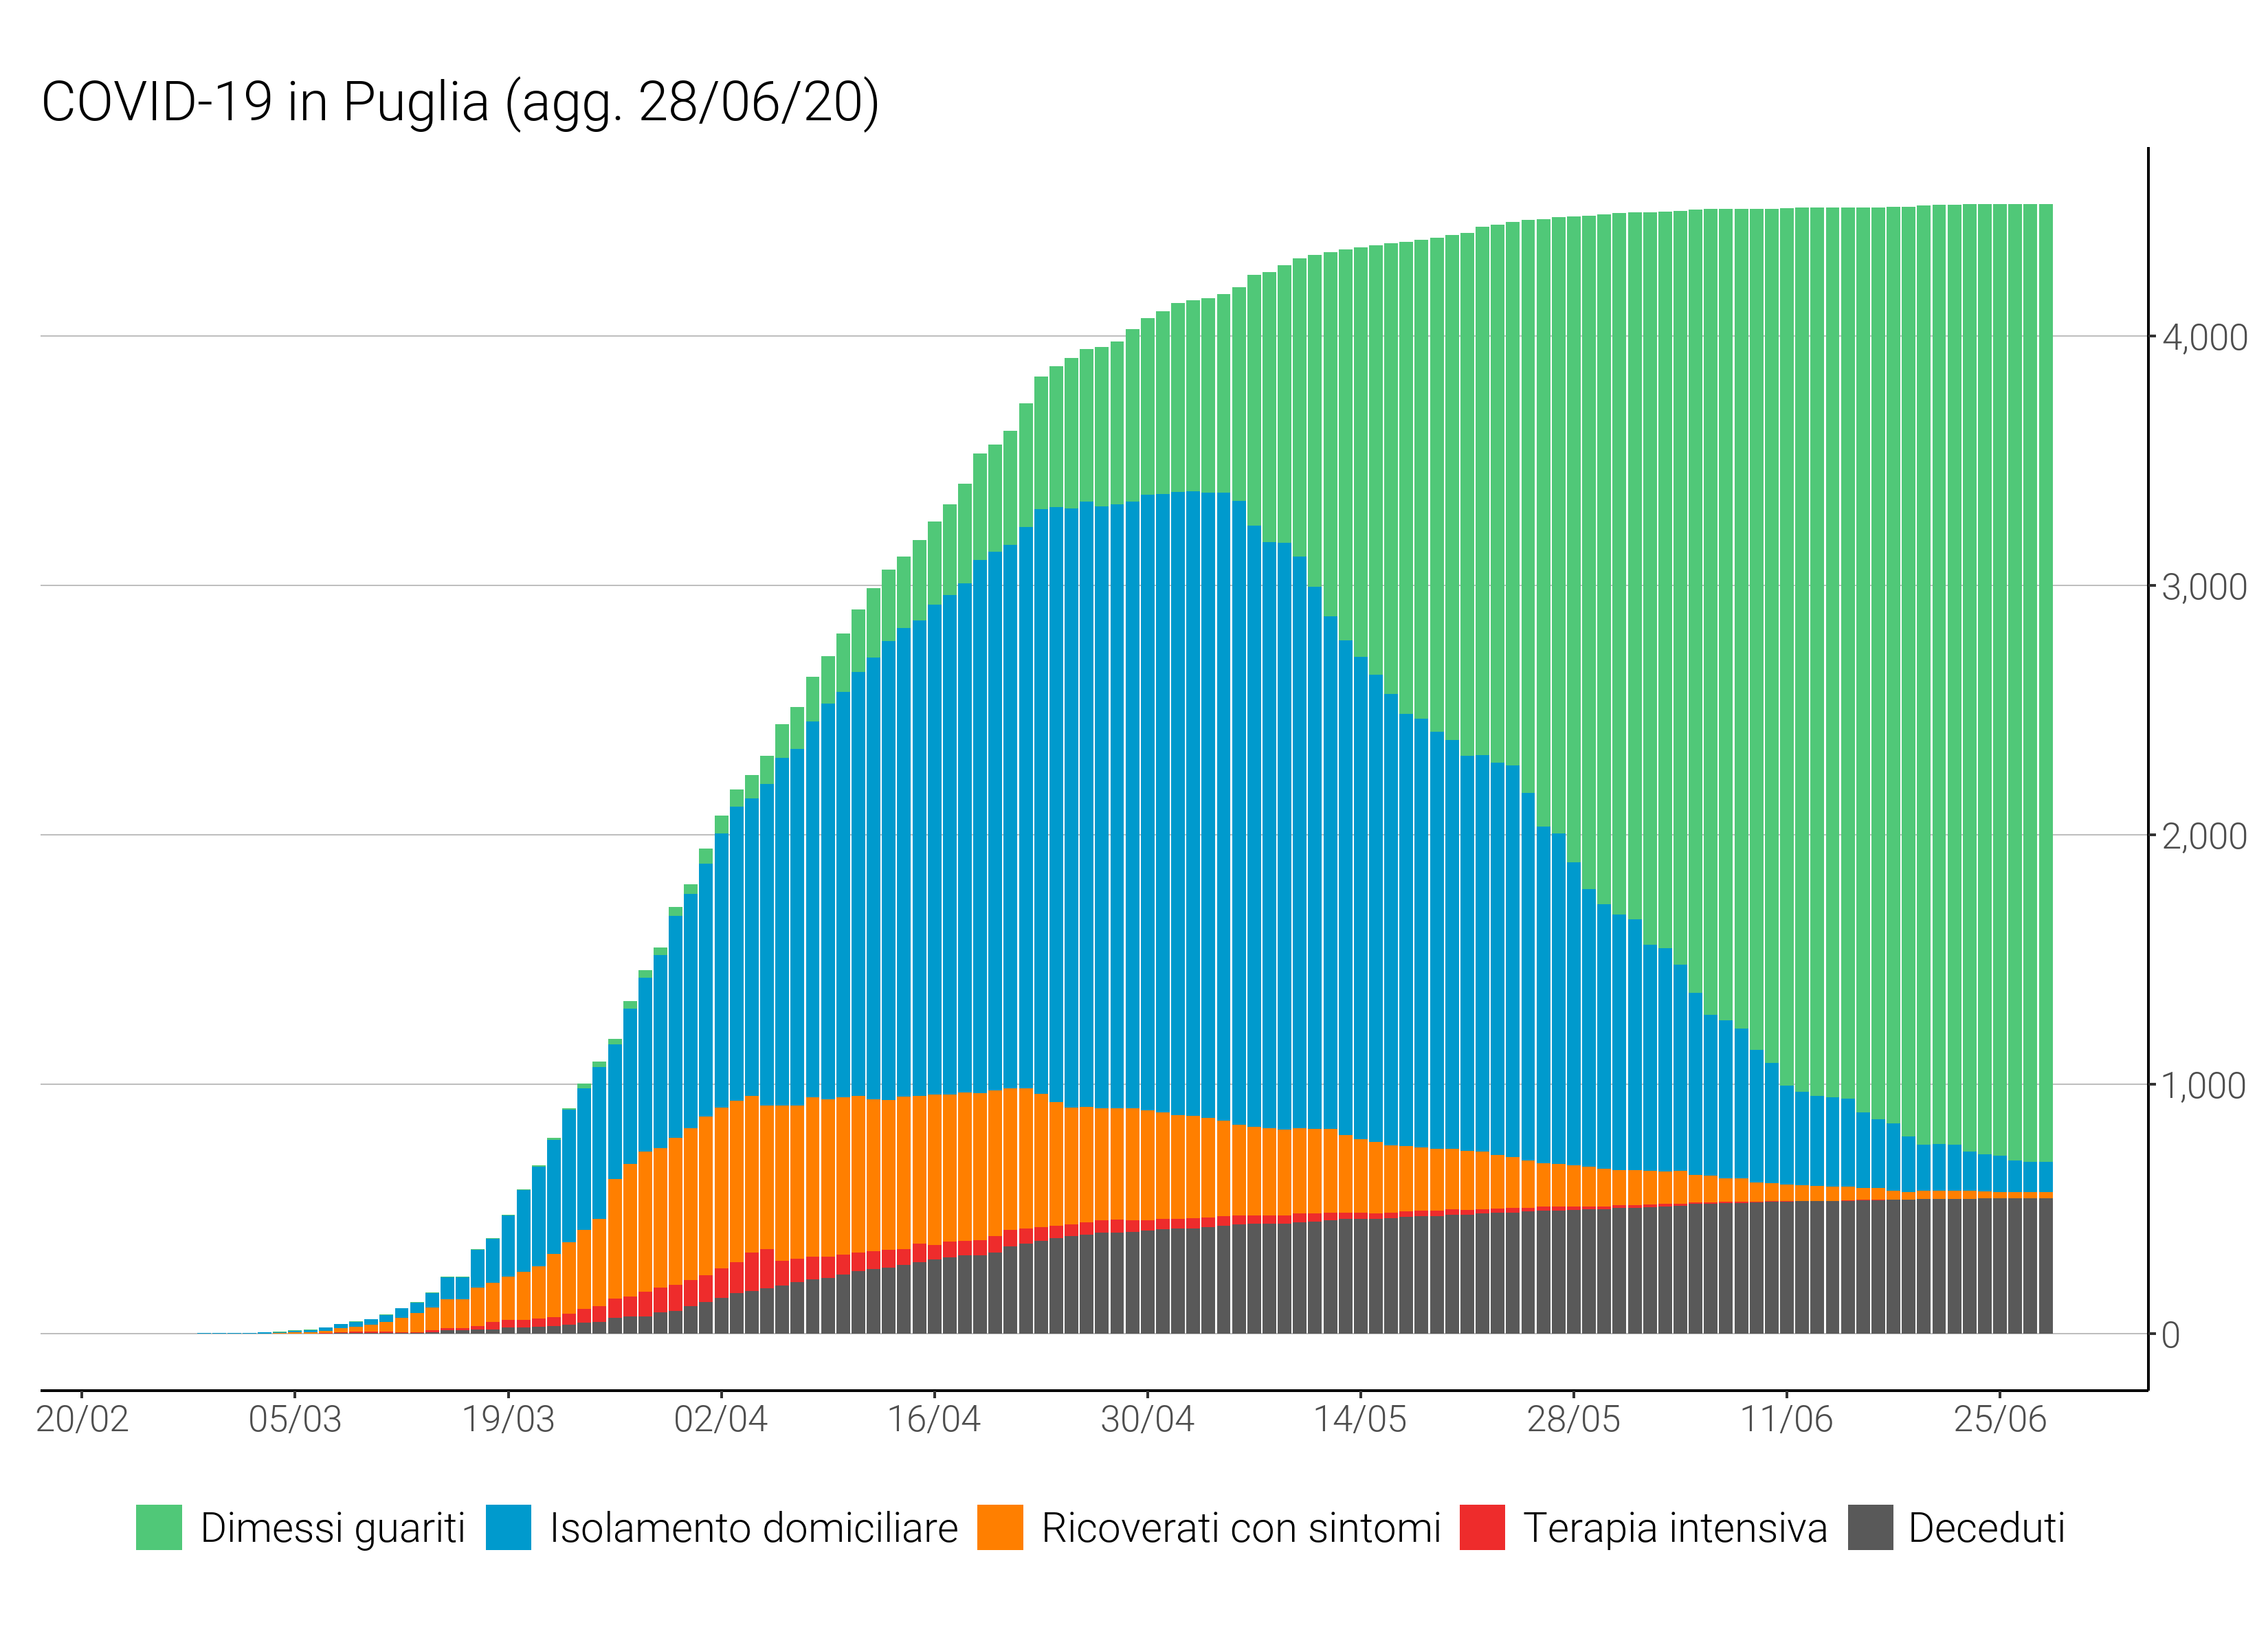 COVID-19 in Puglia (agg. 28/06/20)
4,000
3,000
2,000
1,000
0
20/02 05/03 19/03 02/04 16/04 30/04 14/05 28/05 11/06 25/06
Dimessi guariti Isolamento domiciliare Ricoverati con sintomi Terapia intensiva Deceduti